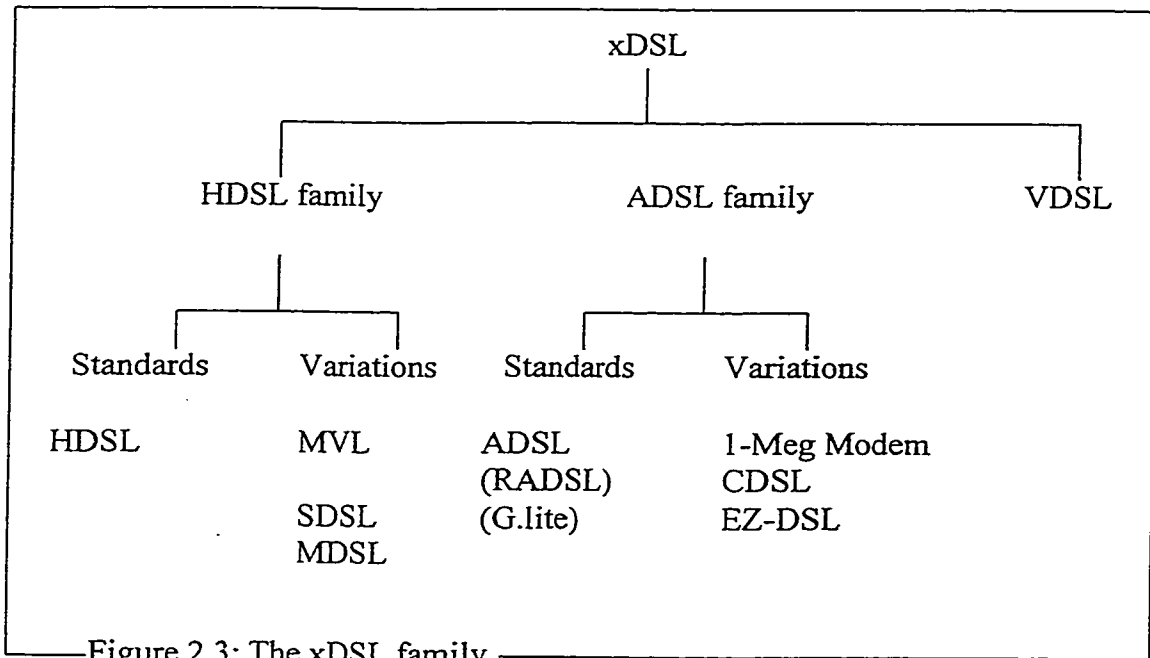 xDSL
HDSL family ADSL family VDSL
Standards Variations Standards Variations
HDSL MVL ADSL 1-Meg Modem
(RADSL) CDSL
SDSL (G.lite) EZ-DSL
MDSL
Figure 2.3: The xDSL family